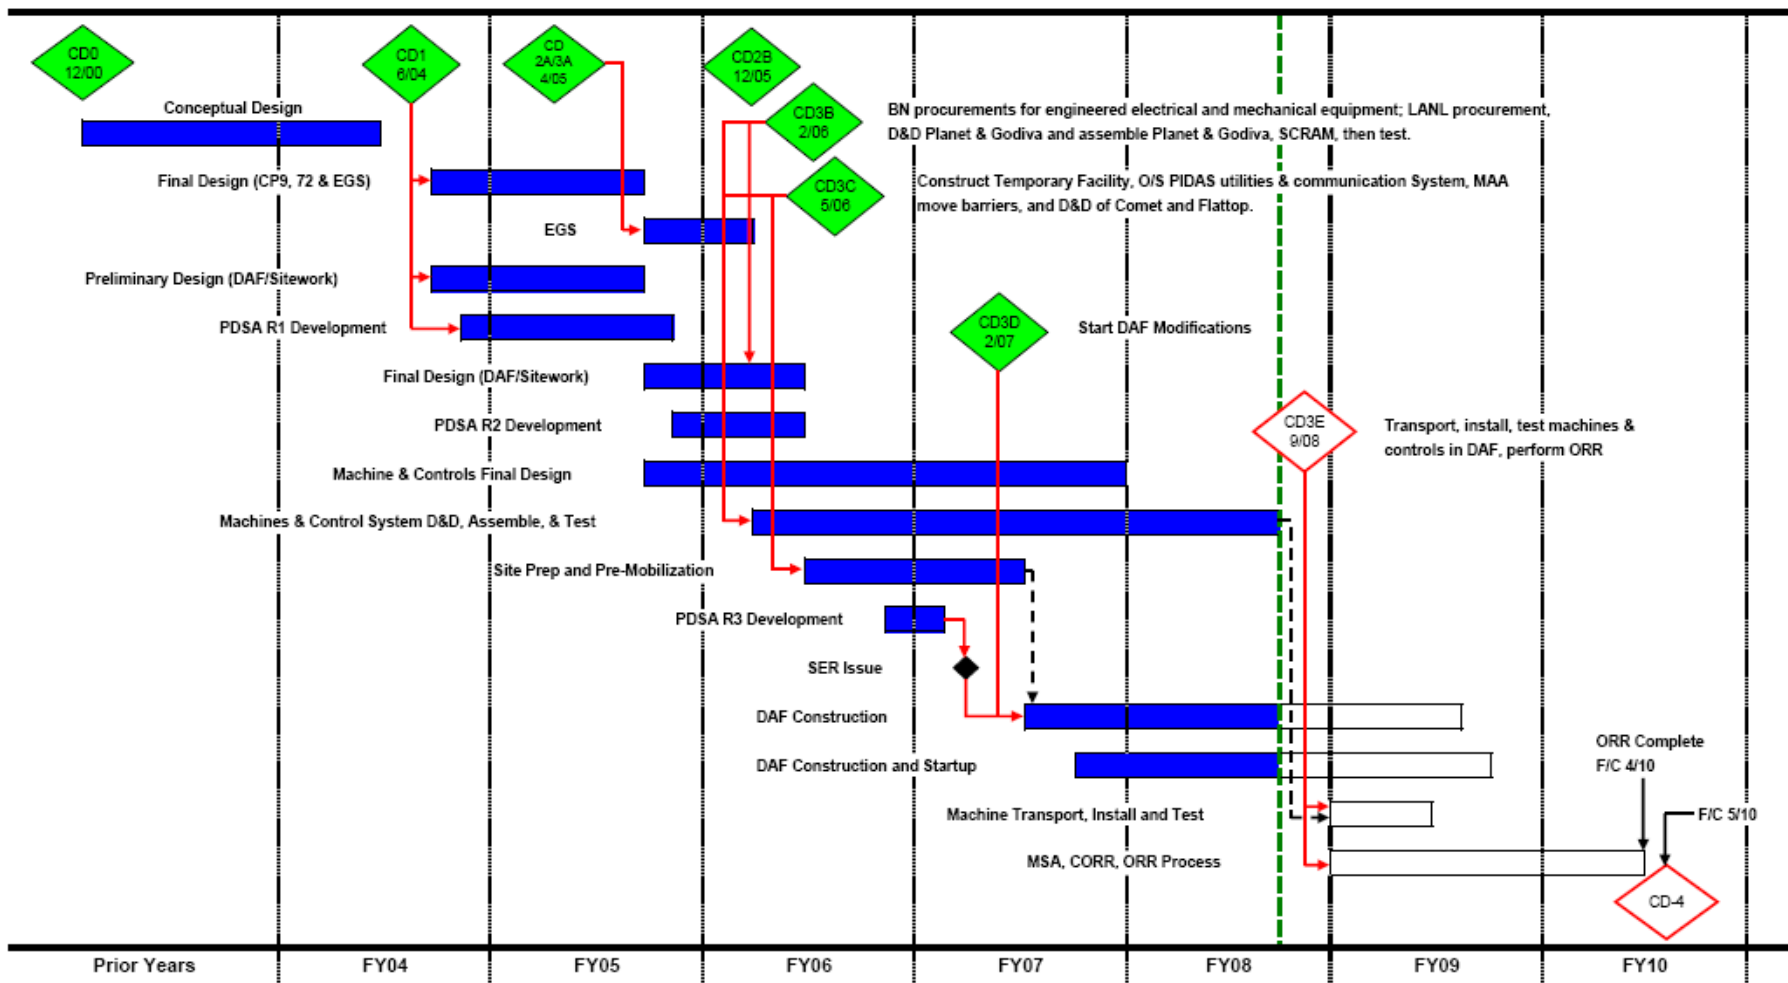 CD0
12/00
CD1
6/04
CD
2A/3A
4/05
CD2B
12/05
Conceptual Design
CD3B
2/06
BN procurements for engineered electrical and mechanical equipment; LANL procurement,
D&D Planet & Godiva and assemble Planet & Godiva, SCRAM, then test.
Final Design (CP9, 72 & EGS)
CD3C
5/06
Construct Temporary Facility, O/S PIDAS utilities & communication System, MAA
move barriers, and D&D of Comet and Flattop.
EGS
Preliminary Design (DAF/Sitework)
PDSA R1 Development
CD3D
2/07
Start DAF Modifications
Final Design (DAF/Sitework)
PDSA R2 Development
CD3E
9/08
Transport, install, test machines &
controls in DAF, perform ORR
Machine & Controls Final Design
Machines & Control System D&D, Assemble, & Test
Site Prep and Pre-Mobilization
PDSA R3 Development
SER Issue
DAF Construction
ORR Complete
F/C 4/10
DAF Construction and Startup
Machine Transport, Install and Test
F/C 5/10
MSA, CORR, ORR Process
CD-4
Prior Years
FY04
FY05
FY06
FY07
FY08
FY09
FY10